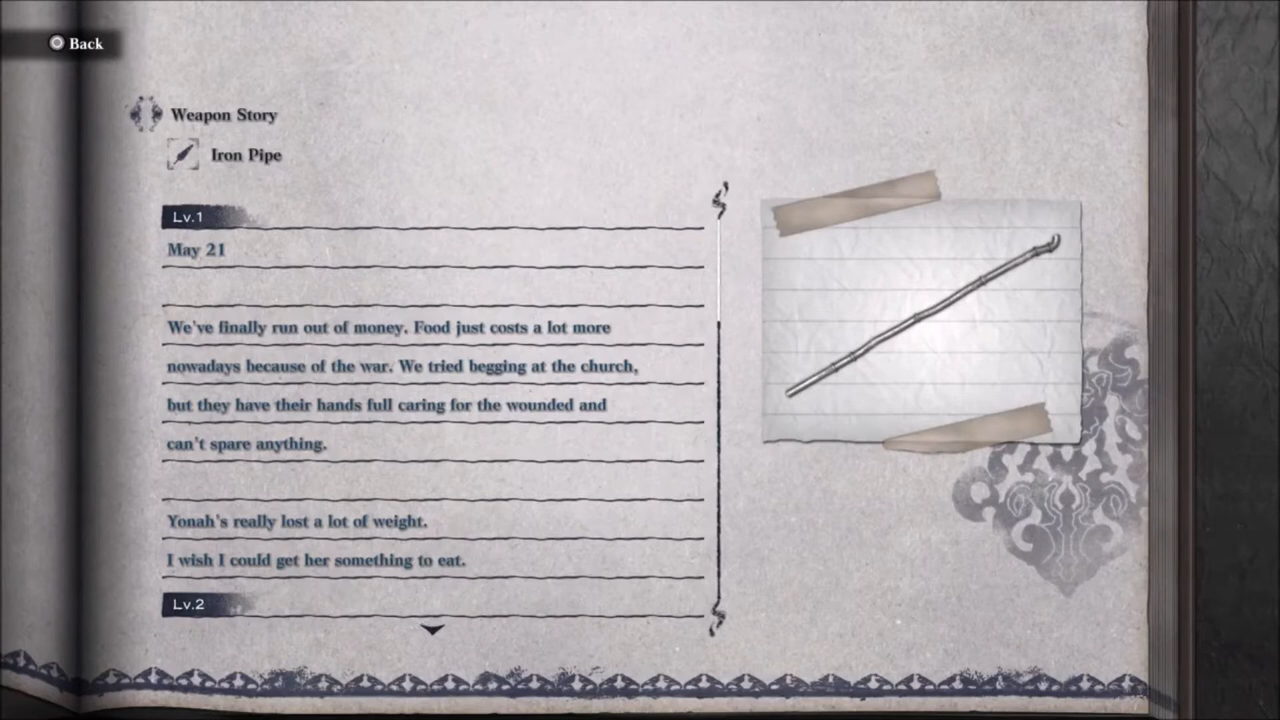 Back
Weapon Story
Iron Pipe
Lv.1
May 21
We've finally run out of money. Food just costs a lot more
nowadays because of the war. We tried begging at the church,
but they have their hands full caring for the wounded and
can't spare anything.
Yonah's really lost a lot of weight.
I wish I could get her something to eat.
Lv.2